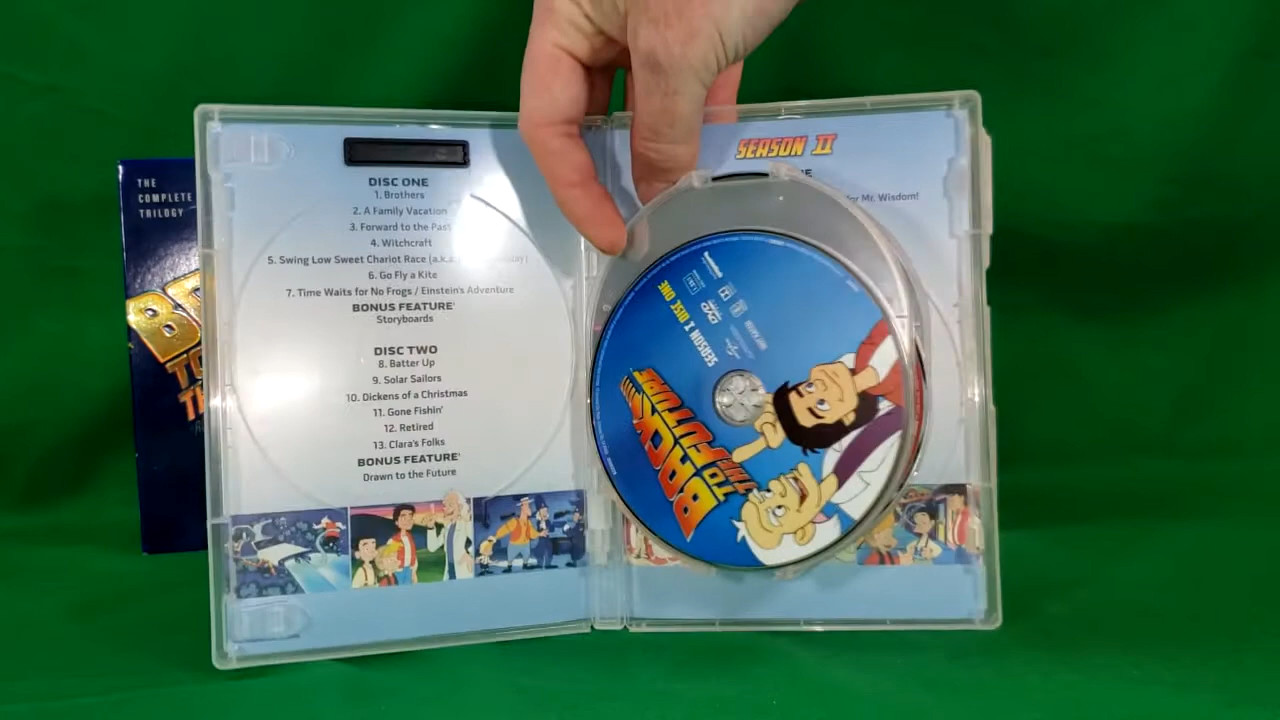 THE
COMPLETE
TRILOGY
DISC ONE
1. Brothers
2. A Family Vacation
3. Forward to the Past
4. Witchcraft
5. Swing Low Sweet Chariot Race (a.k.a.
6. Go Fly a Kite
7. Time Waits for No Frogs / Einstein's Adventure
BONUS FEATURE
Storyboards
DISC TWO
8. Batter Up
9. Solar Sailors
10. Dickens of a Christmas
11. Gone Fishin'
12. Retired
13. Clara's Folks
BONUS FEATURE
Drawn to the Future
SEASON II
Mr. Wisdom!
SEASON I DISC ONE
DVD
BACK
TO THE
FUTURE